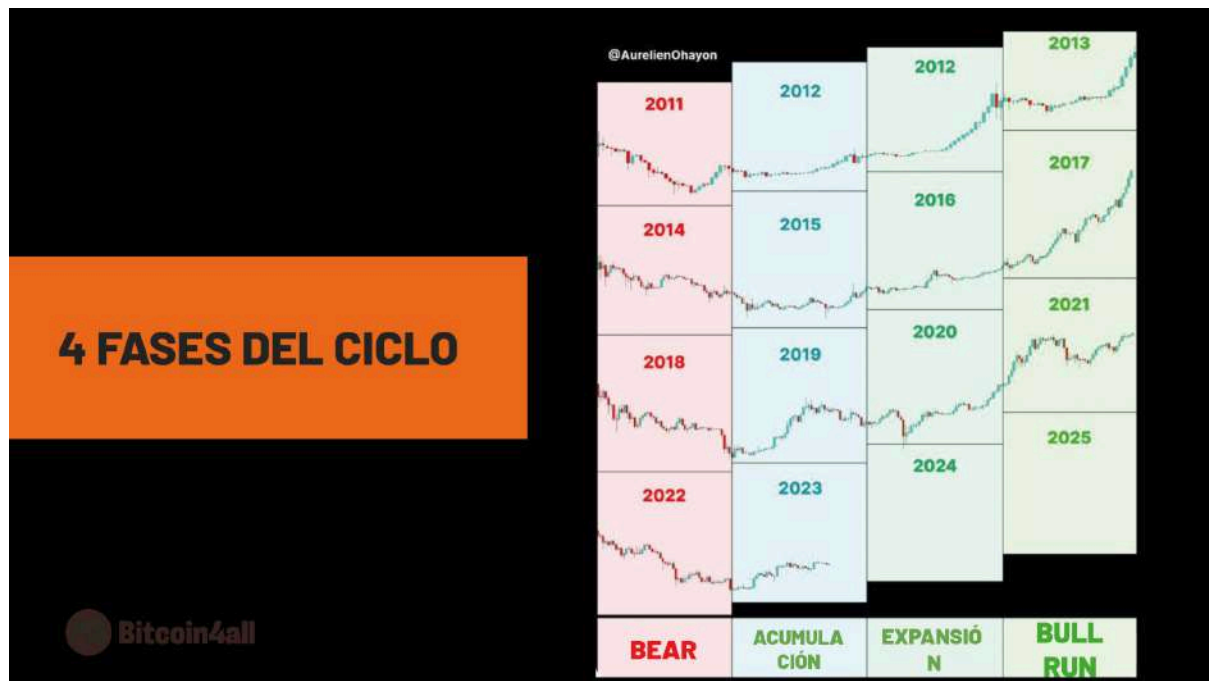 @AurelienOhayon
2011
2012
2012
2013
2014
2015
2016
2017
4 FASES DEL CICLO
2018
2019
2020
2021
2022
2023
2024
2025
Bitcoin4all
BEAR
ACUMULA
CIÓN
EXPANSIÓ
N
BULL
RUN